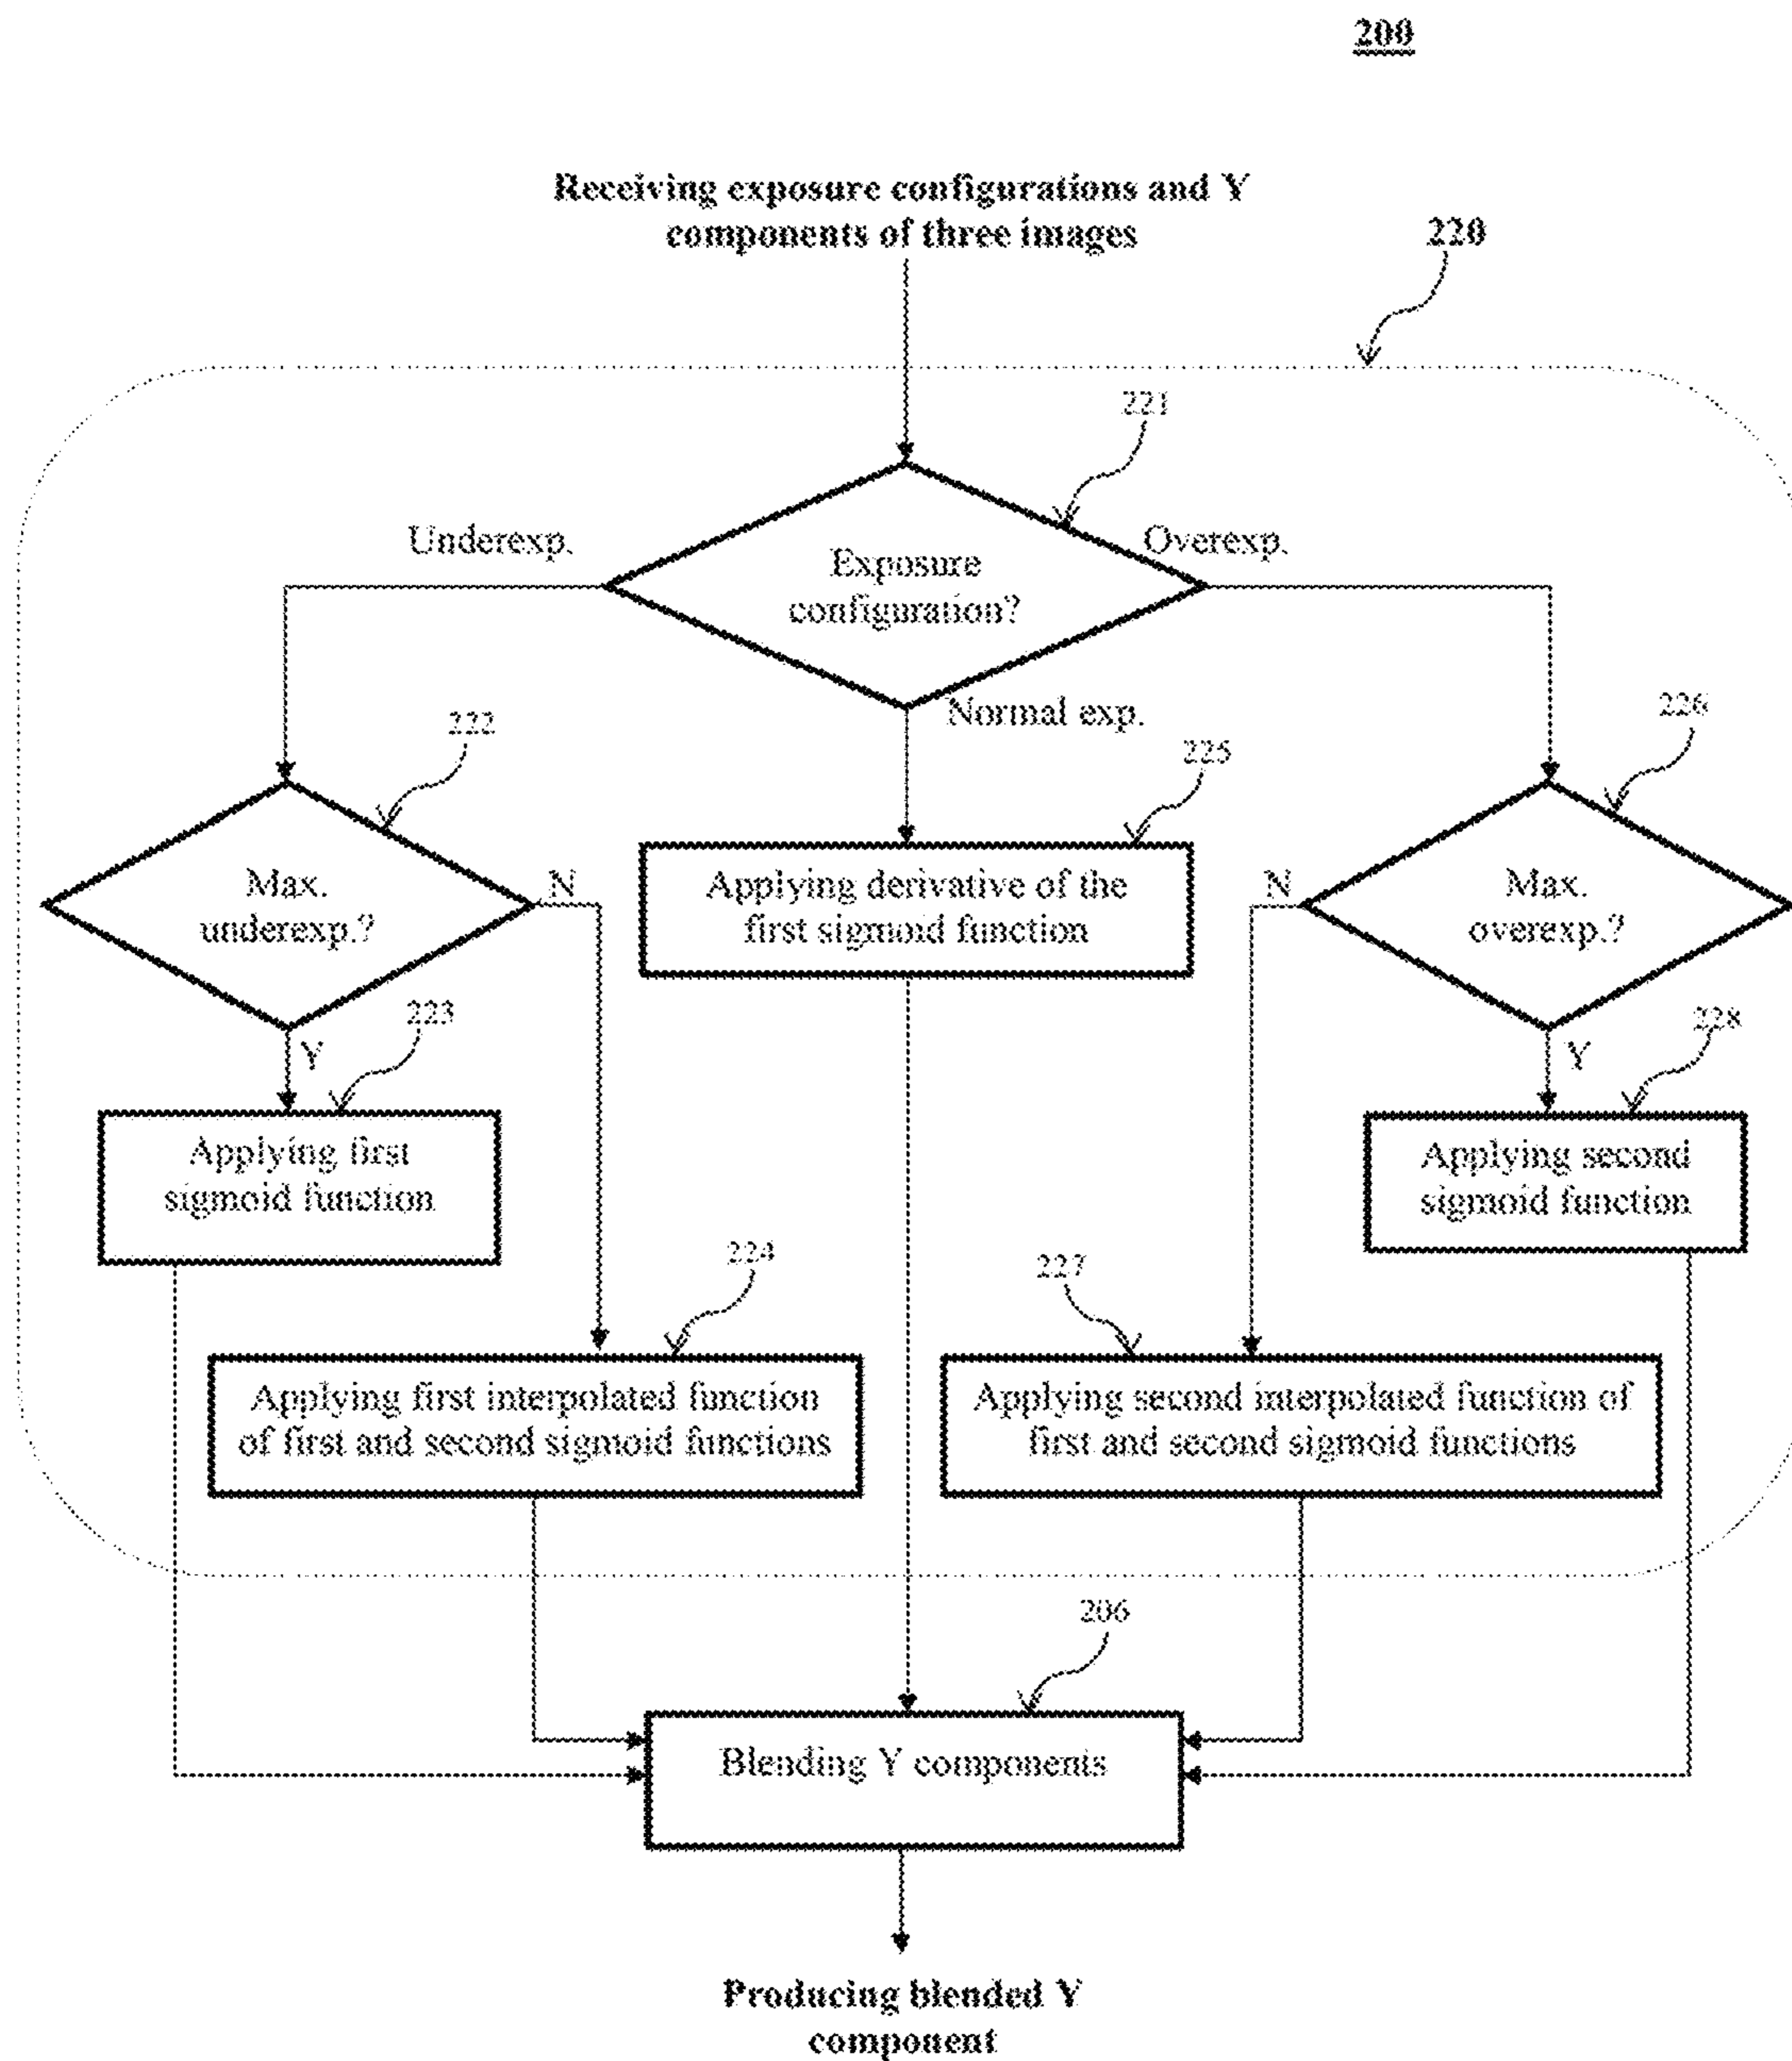 200
Receiving exposure configurations and Y
components of three images
220
221
Underexp.
Overexp.
Exposure
configuration?
Normal exp.
222
225
226
Max.
underexp.?
N
Applying derivative of the
first sigmoid function
N
Max.
overexp.?
223
Y
228
Y
Applying first
sigmoid function
Applying second
sigmoid function
224
227
Applying first interpolated function
of first and second sigmoid functions
Applying second interpolated function of
first and second sigmoid functions
206
Blending Y components
Producing blended Y
component